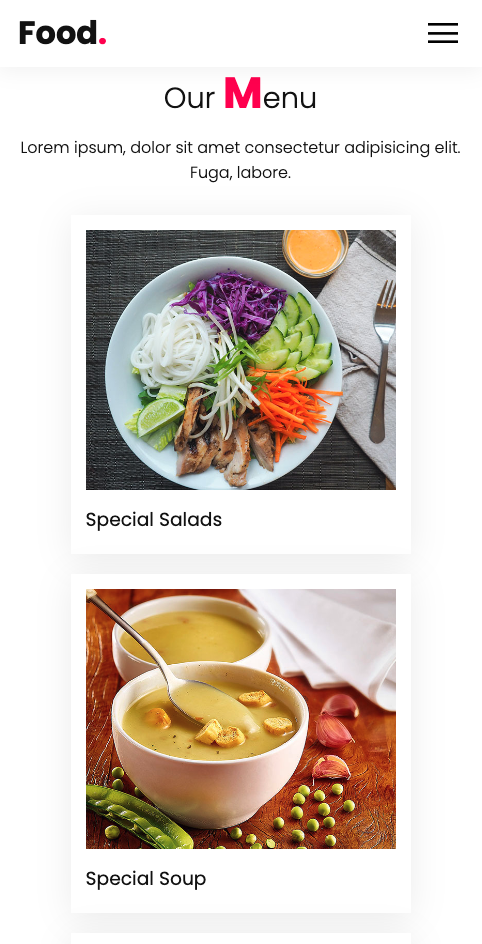 Food.
Our Menu
Lorem ipsum, dolor sit amet consectetur adipisicing elit.
Fuga, labore.
Special Salads
Special Soup